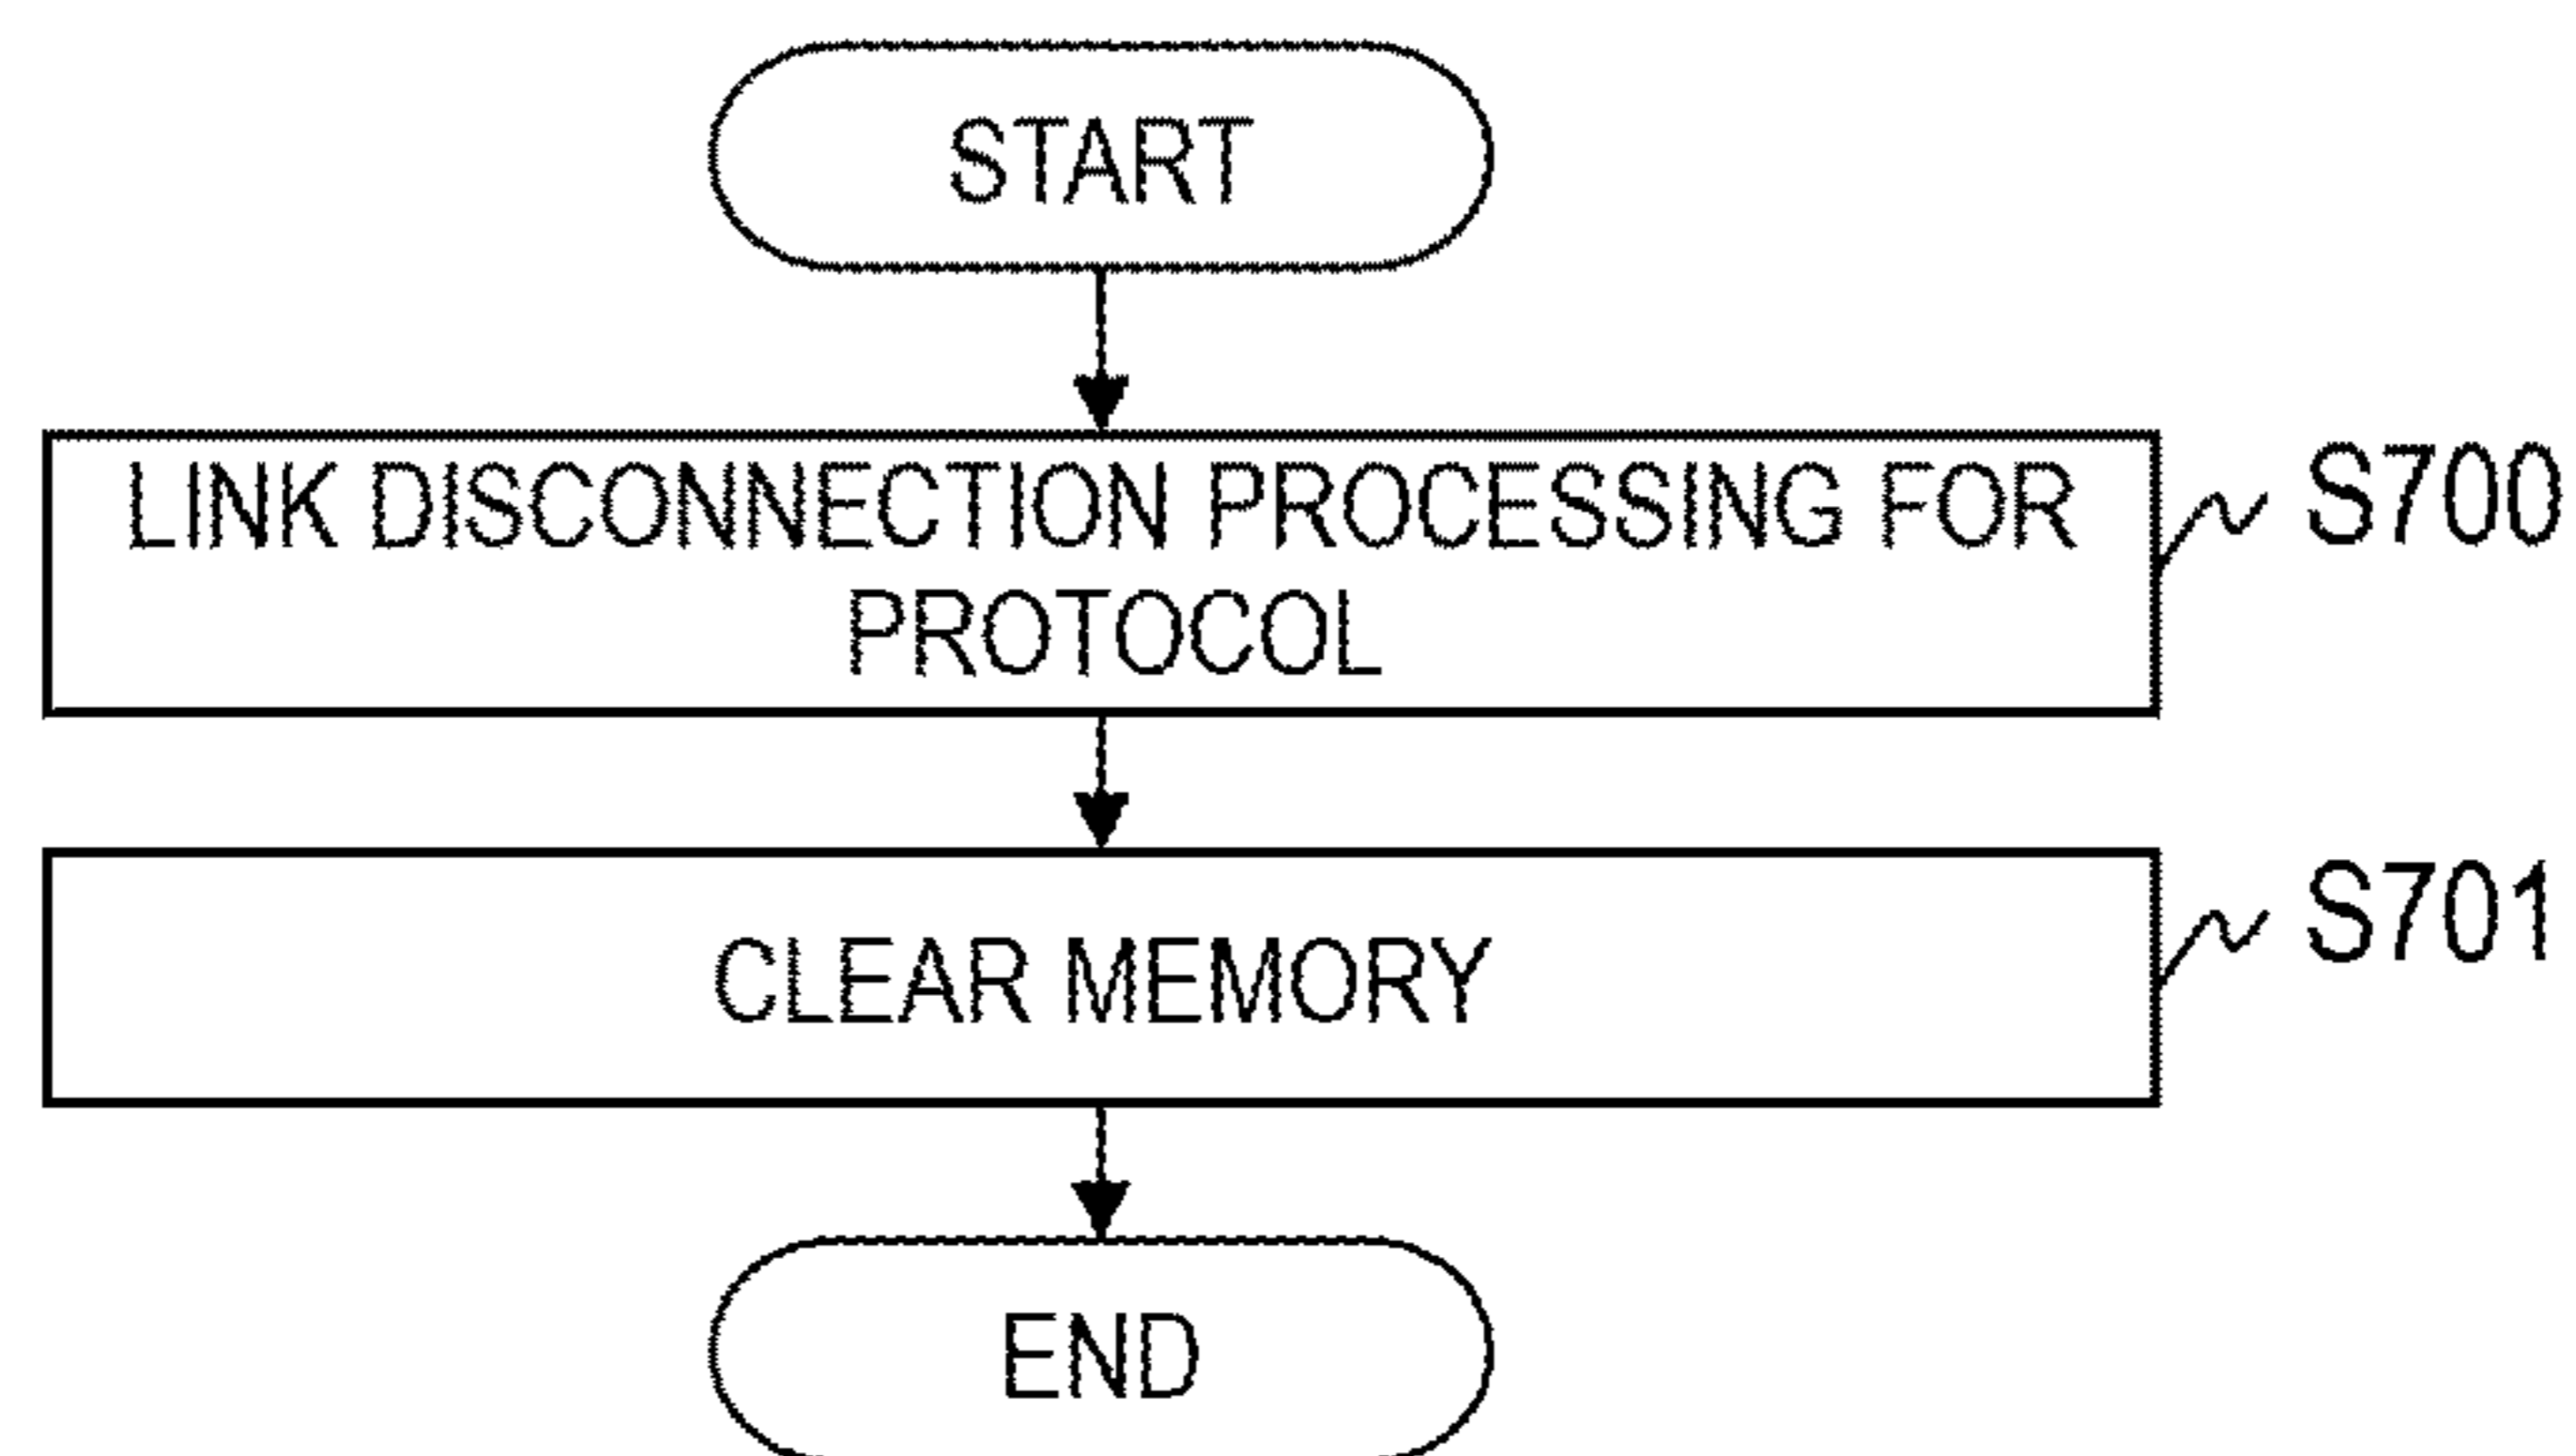 START
LINK DISCONNECTION PROCESSING FOR
PROTOCOL
S700
CLEAR MEMORY
S701
END